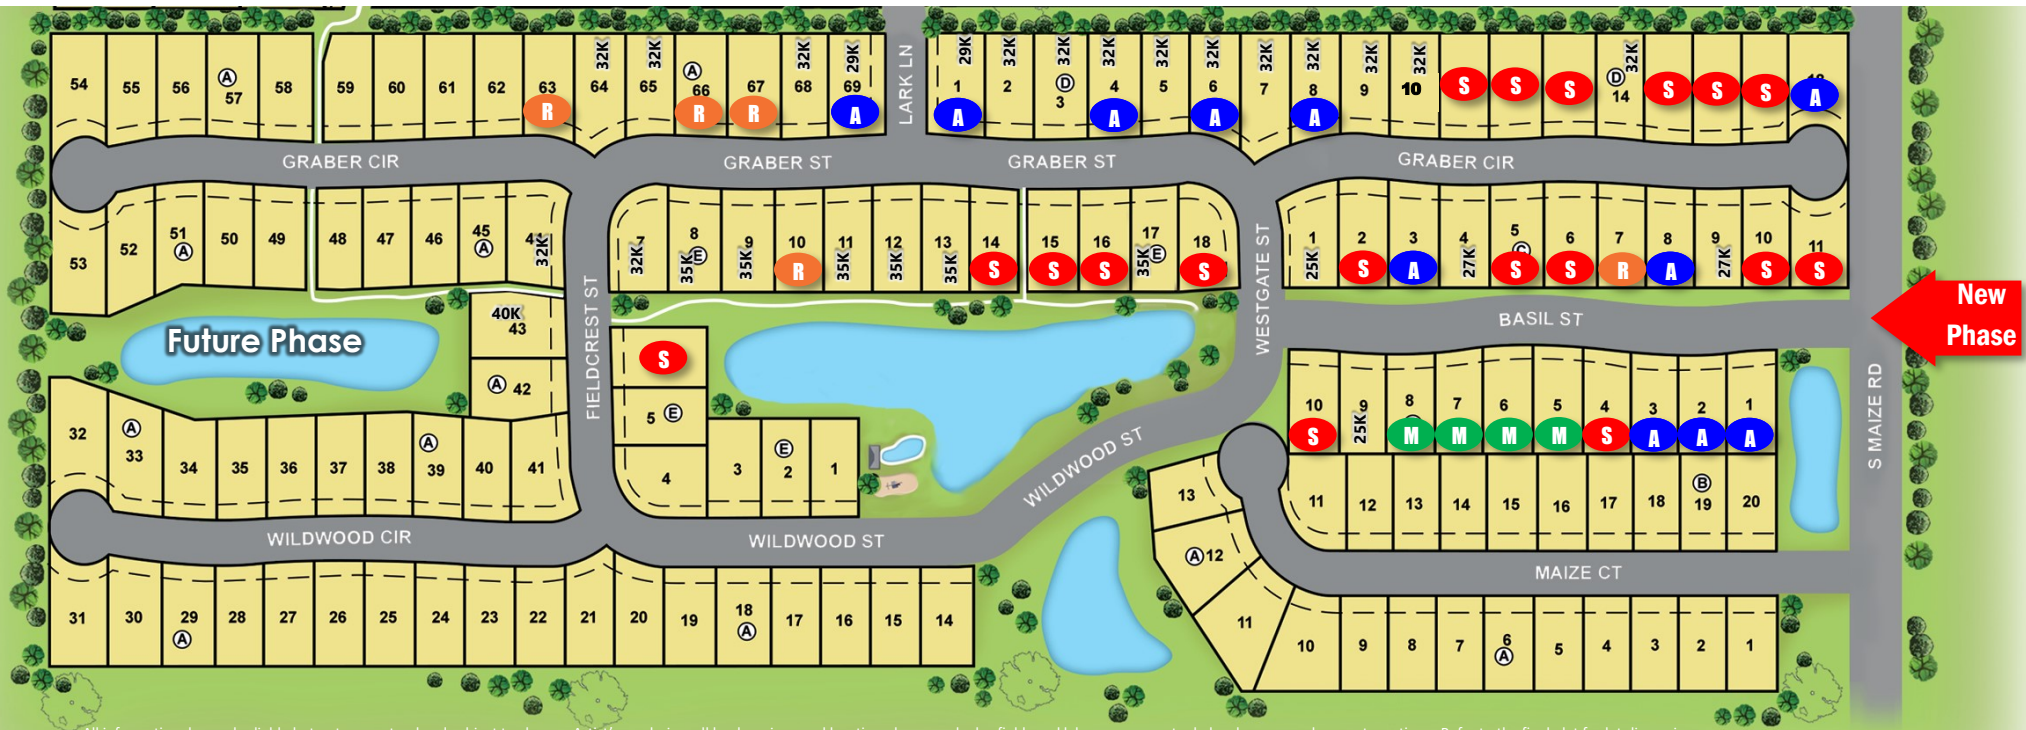 54 55 56 57 58 59 60 61 62 63 64 65 66 67 68 69
A A
32K 32K 32K 29K
R R R A
LARK LN
1 2 3 4 5 6 7 8 9 10 14
29K 32K 32K 32K 32K 32K 32K 32K 32K 32K 32K
D D
A A A A S S S S S S A
GRABER CIR
GRABER ST
GRABER ST
GRABER CIR
53 52 51 50 49 48 47 46 45
A A
32K
7 8 9 10 11 12 13 14 15 16 17 18
E E
32K 35K 35K 35K 35K 35K 35K
R S S S S
1 2 3 4 5 6 7 8 9 10 11
C
25K 27K 27K
S A S S R A S S
FIELDCREST ST
WESTGATE ST
BASIL ST
New
Phase
S MAIZE RD
Future Phase
40K
43
A 42
S
5 E
4 3 2 1
E
10 9 8 7 6 5 4 3 2 1
25K
S M M M M S A A A
32 33 34 35 36 37 38 39 40 41
A A
WILDWOOD ST
13
A 12
11
11 12 13 14 15 16 17 18 19 20
B
WILDWOOD CIR
WILDWOOD ST
MAIZE CT
31 30 29 28 27 26 25 24 23 22 21 20 19 18 17 16 15 14
A A
10 9 8 7 6 5 4 3 2 1
A